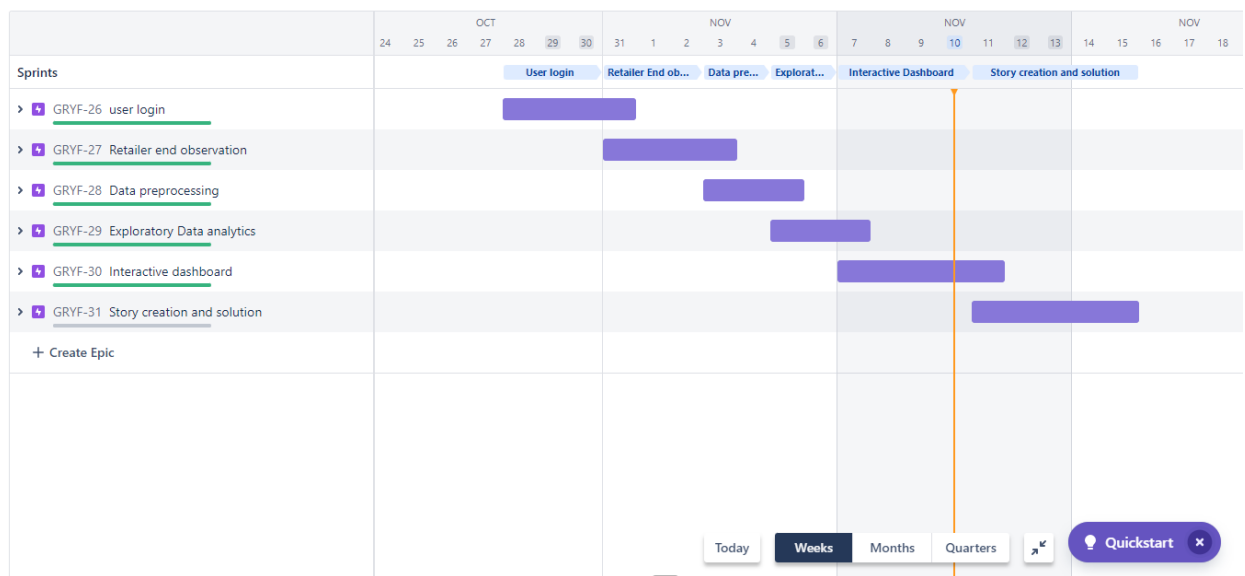 OCT NOV NOV NOV
24 25 26 27 28 29 30 31 1 2 3 4 5 6 7 8 9 10 11 12 13 14 15 16 17 18
Sprints User login Retailer End ob... Data pre... Explorat... Interactive Dashboard Story creation and solution
GRYF-26 user login
GRYF-27 Retailer end observation
GRYF-28 Data preprocessing
GRYF-29 Exploratory Data analytics
GRYF-30 Interactive dashboard
GRYF-31 Story creation and solution
+ Create Epic
Today Weeks Months Quarters Quickstart